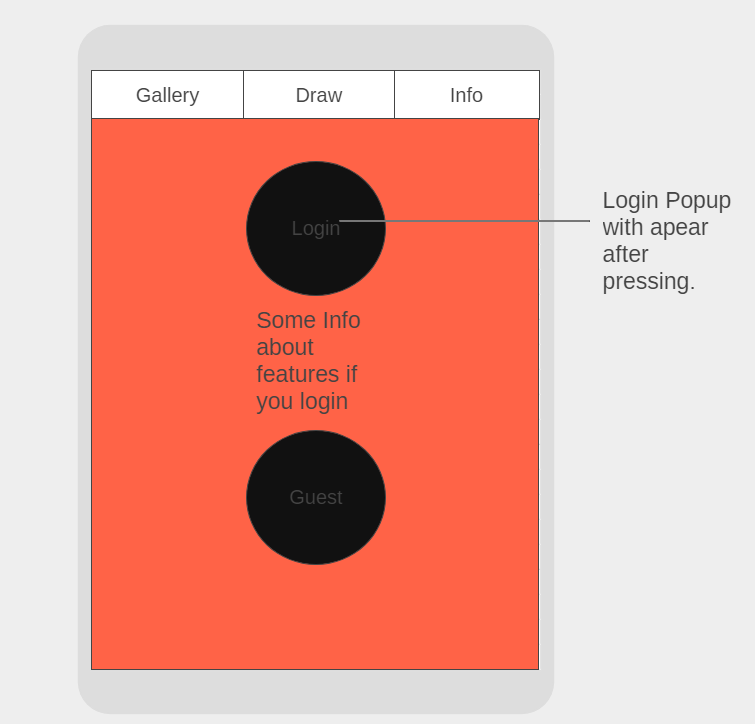 Gallery Draw Info
Login
Login Popup
with apear
after
pressing.
Some Info
about
features if
you login
Guest